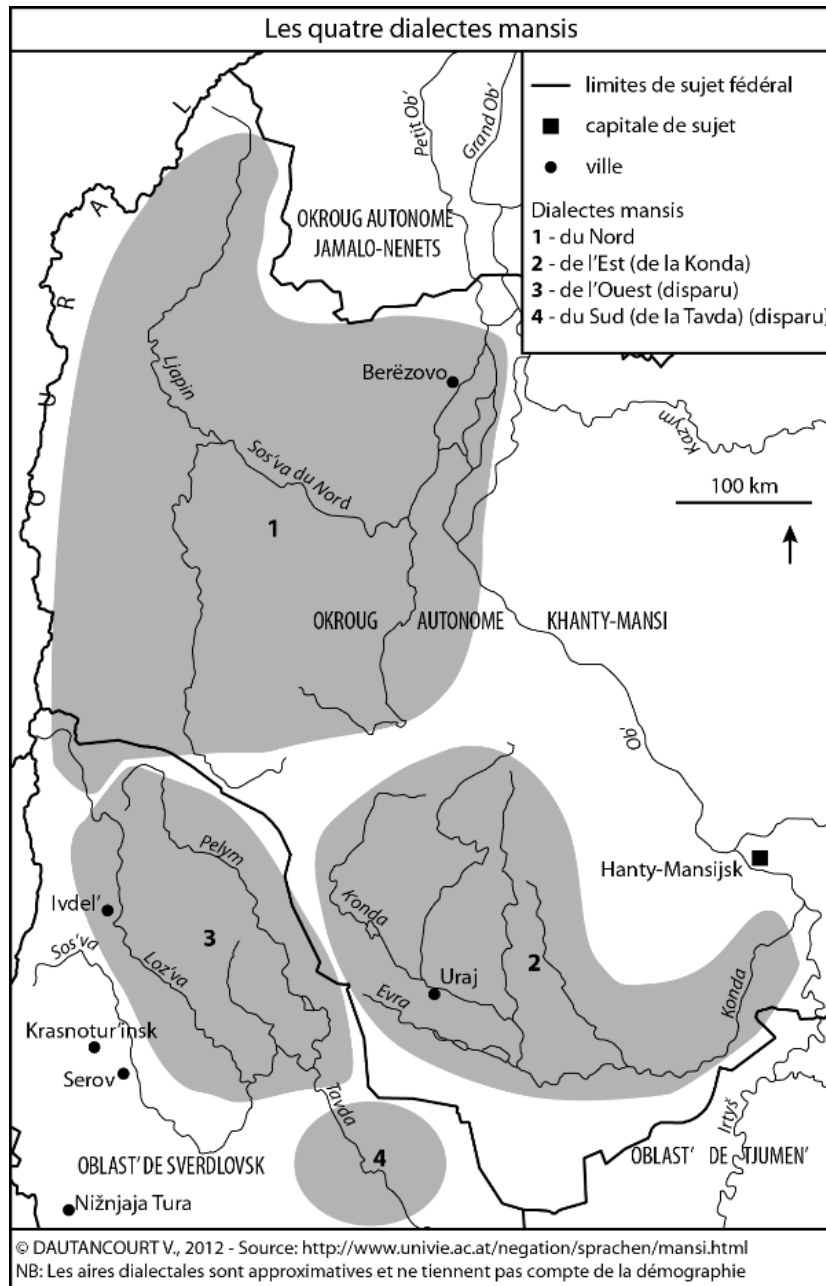 Les quatre dialectes mansis
limites de sujet fédéral
capitale de sujet
ville
Dialectes mansis
1 - du Nord
2 - de l'Est (de la Konda)
3 - de l'Ouest (disparu)
4 - du Sud (de la Tavda) (disparu)
O U R A L
Petit Ob'
Grand Ob'
OKROUG AUTONOME
JAMALO-NENETS
Berëzovo
Ljapin
Kazym
Sos'va du Nord
100 km
1
OKROUG AUTONOME KHANTY-MANSI
Ob'
Hanty-Mansijsk
Pelym
Ivdel'
Konda
3
Sos'va
Loz'va
2
Uraj
Evra
Konda
Krasnotur'insk
Serov
Tavda
Irtyš
4
OBLAST' DE SVERDLOVSK
OBLAST' DE TJUMEN'
Nižnjaja Tura
© DAUTANCOURT V., 2012 - Source: http://www.univie.ac.at/negation/sprachen/mansi.html
NB: Les aires dialectales sont approximatives et ne tiennent pas compte de la démographie